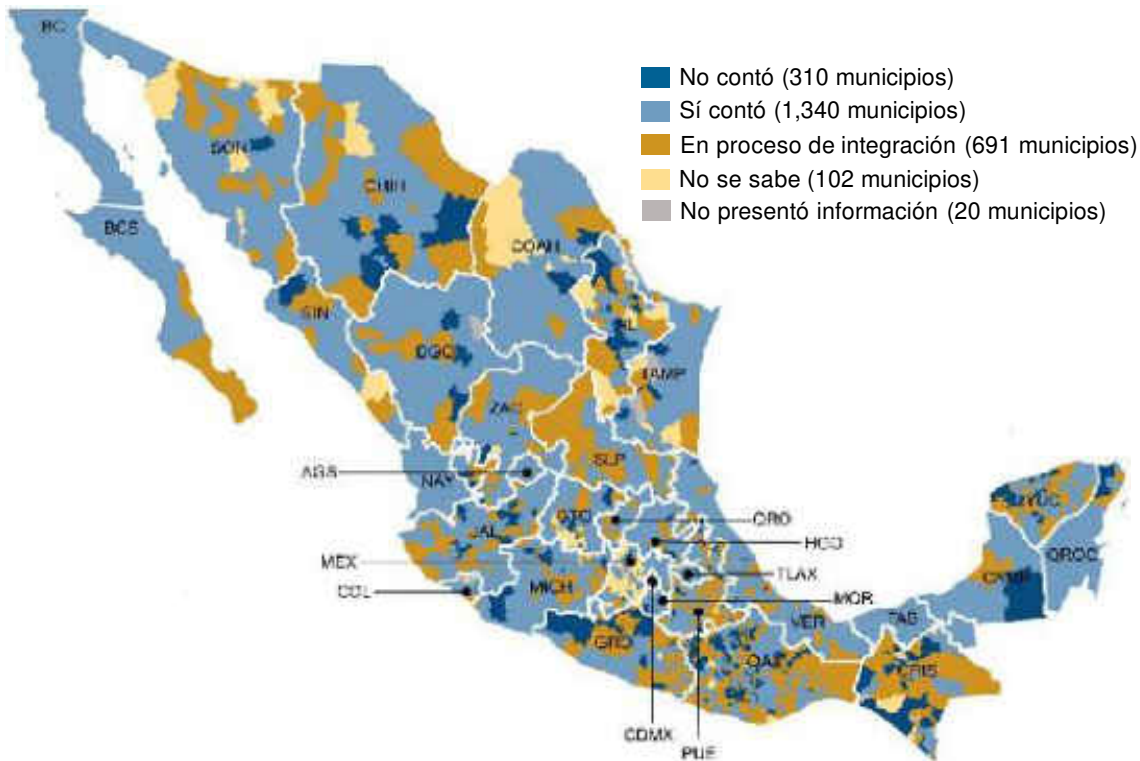 BC
No contó (310 municipios)
Sí contó (1,340 municipios)
En proceso de integración (691 municipios)
No se sabe (102 municipios)
No presentó información (20 municipios)
SON
CHIH
BCS
COAH
SIN
NL
DGO
TAMP
ZAC
SLP
AGS
NAY
YUC
GTO
QRO
JAL
HGO
QROO
MEX
CAMP
TLAX
COL
MICH
MOR
VER
TAB
GRO
OAX
CHIS
CDMX
PUE